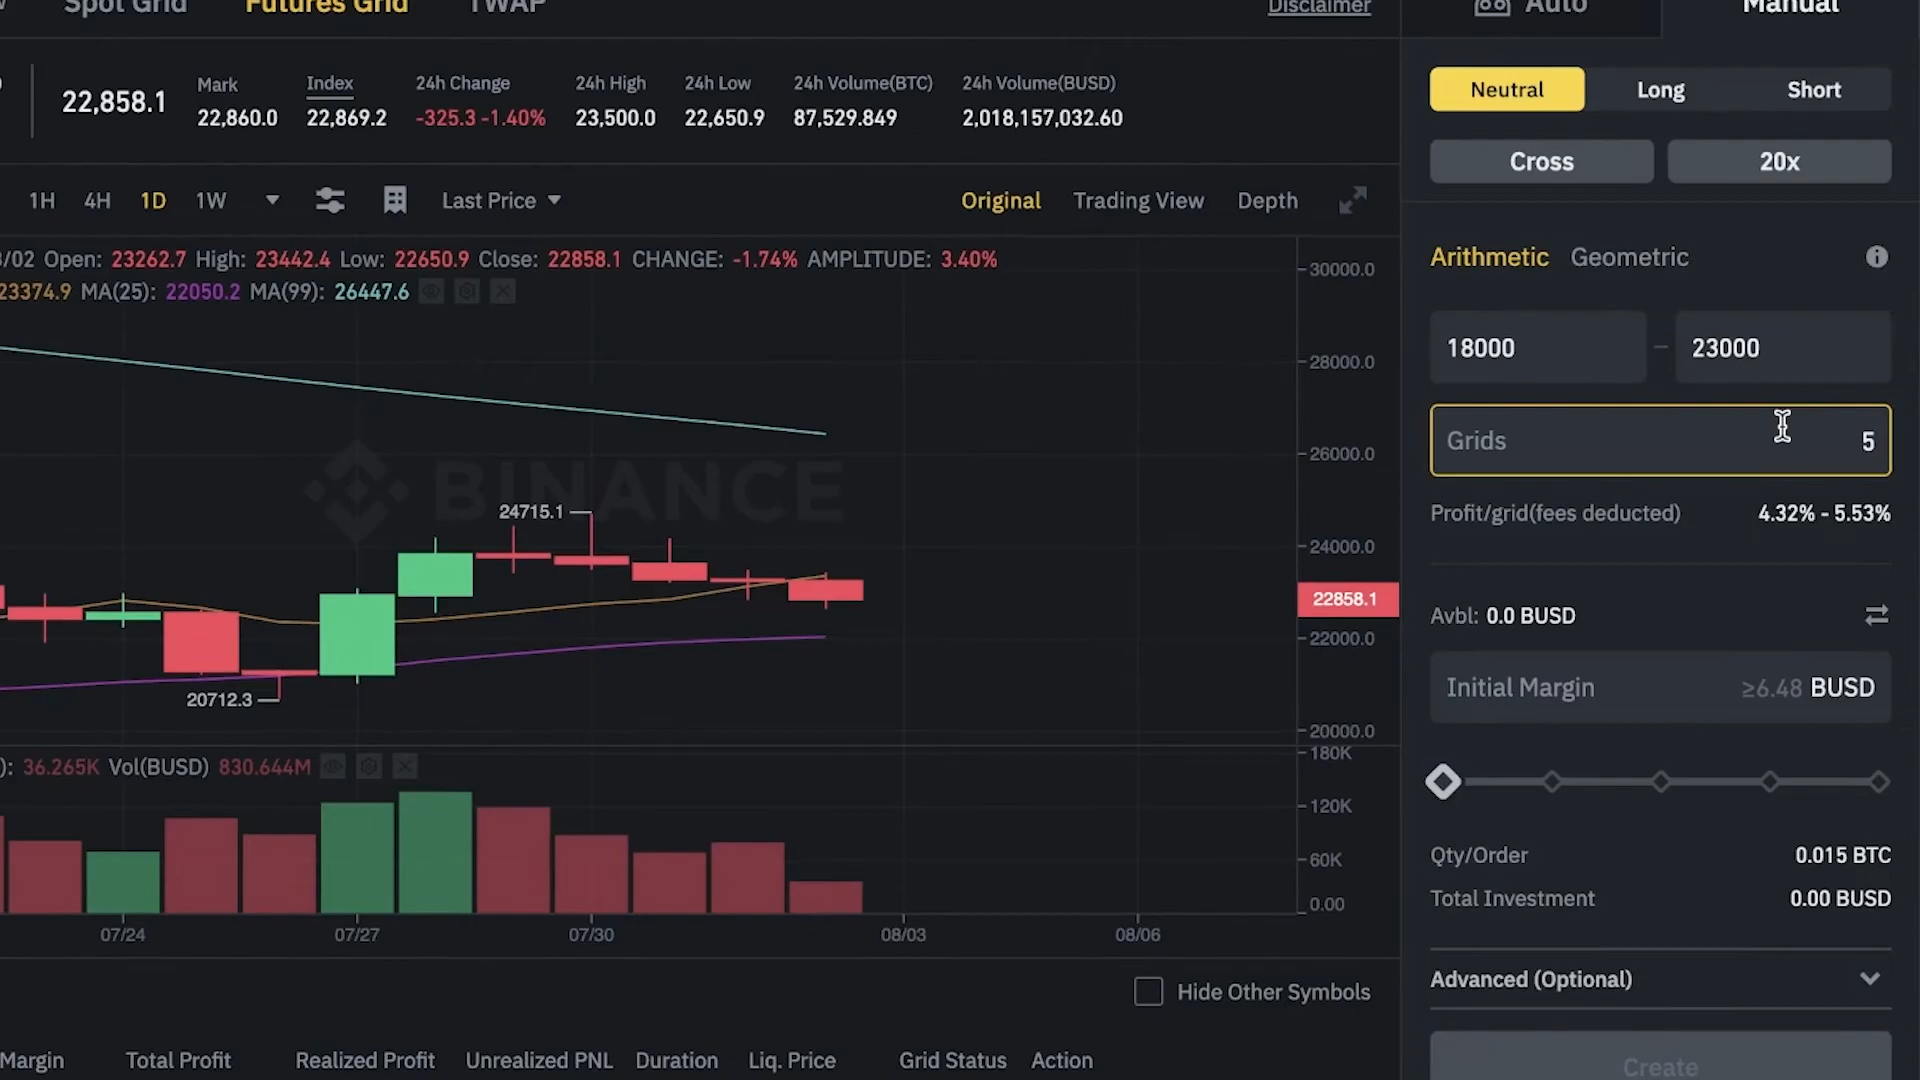 Spot Grid Futures Grid TWAP Disclaimer
Auto Manual
22,858.1
Mark Index 24h Change 24h High 24h Low 24h Volume(BTC) 24h Volume(BUSD)
22,860.0 22,869.2 -325.3 -1.40% 23,500.0 22,650.9 87,529.849 2,018,157,032.60
Neutral Long Short
Cross 20x
1H 4H 1D 1W Last Price Original Trading View Depth
/02 Open: 23262.7 High: 23442.4 Low: 22650.9 Close: 22858.1 CHANGE: -1.74% AMPLITUDE: 3.40%
23374.9 MA(25): 22050.2 MA(99): 26447.6
30000.0
28000.0
26000.0
24000.0
22858.1
22000.0
20000.0
BINANCE
24715.1
20712.3
): 36.265K Vol(BUSD) 830.644M
180K
120K
60K
0.00
07/24 07/27 07/30 08/03 08/06
Arithmetic Geometric
18000 – 23000
Grids 5
Profit/grid(fees deducted) 4.32% - 5.53%
Avbl: 0.0 BUSD
Initial Margin ≥6.48 BUSD
Qty/Order 0.015 BTC
Total Investment 0.00 BUSD
Advanced (Optional)
Create
Hide Other Symbols
Margin Total Profit Realized Profit Unrealized PNL Duration Liq. Price Grid Status Action